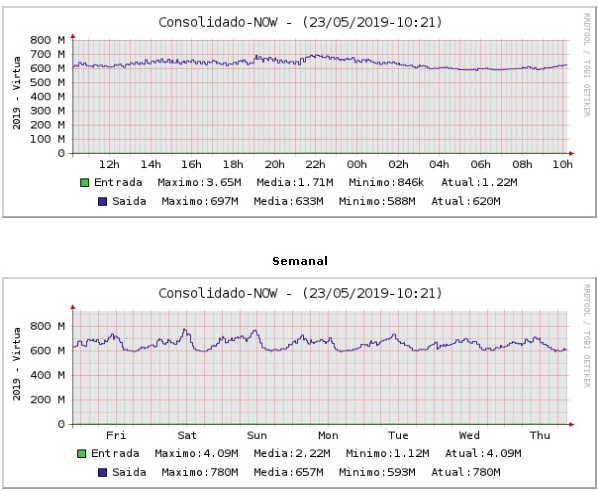 Consolidado-NOW - (23/05/2019-10:21)
RRDTOOL / TOBI OETIKER
2019 - Virtua
800 M
700 M
600 M
500 M
400 M
300 M
200 M
100 M
0
12h 14h 16h 18h 20h 22h 00h 02h 04h 06h 08h 10h
Entrada Maximo:3.65M Media:1.71M Minimo:846k Atual:1.22M
Saida Maximo:697M Media:633M Minimo:588M Atual:620M
Semanal
Consolidado-NOW - (23/05/2019-10:21)
RRDTOOL / TOBI OETIKER
2019 - Virtua
800 M
600 M
400 M
200 M
0
Fri Sat Sun Mon Tue Wed Thu
Entrada Maximo:4.09M Media:2.22M Minimo:1.12M Atual:4.09M
Saida Maximo:780M Media:657M Minimo:593M Atual:780M